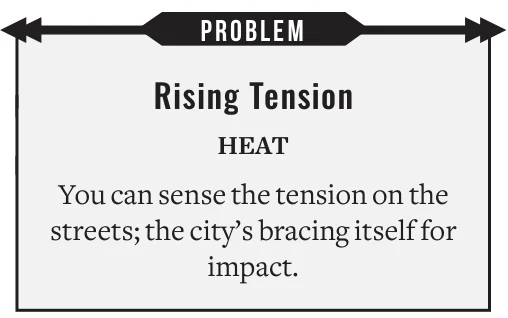 PROBLEM
Rising Tension
HEAT
You can sense the tension on the
streets; the city’s bracing itself for
impact.